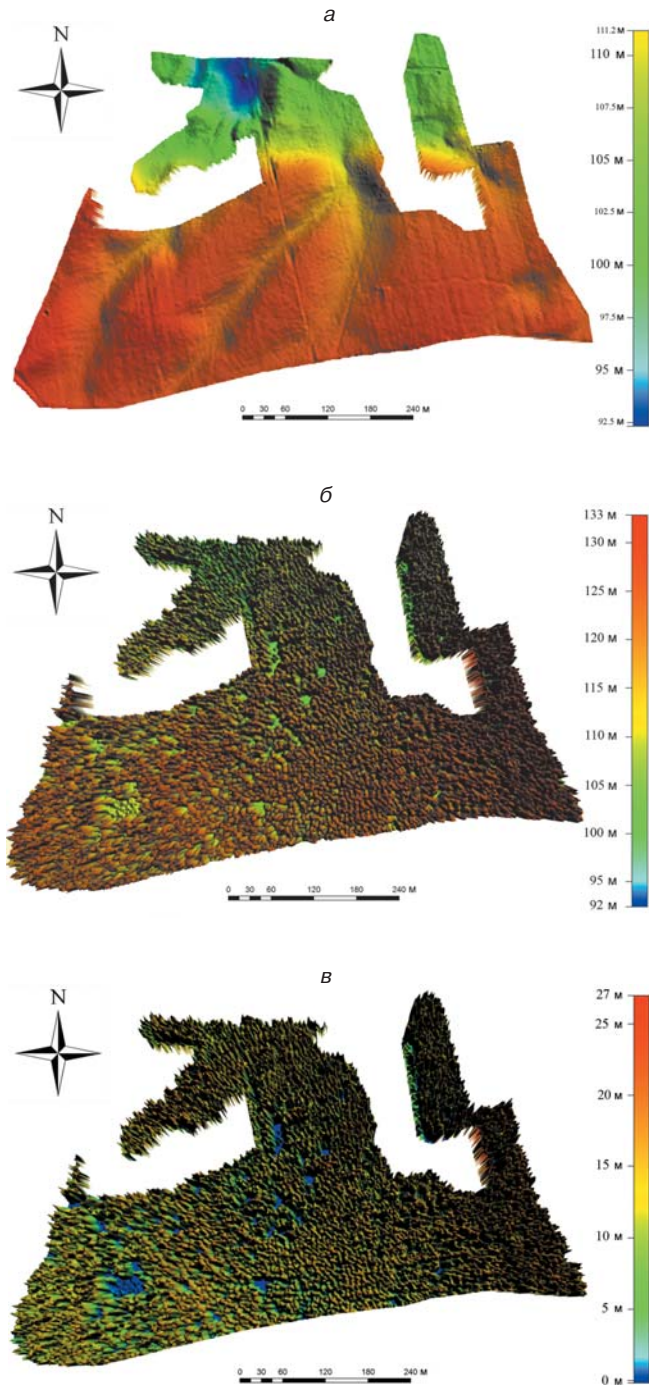 а
N
111.2 м
110 м
107.5 м
105 м
102.5 м
100 м
97.5 м
95 м
92.5 м
0 30 60 120 180 240 м
б
N
133 м
130 м
125 м
120 м
115 м
110 м
105 м
100 м
95 м
92 м
0 30 60 120 180 240 м
в
N
27 м
25 м
20 м
15 м
10 м
5 м
0 м
0 30 60 120 180 240 м